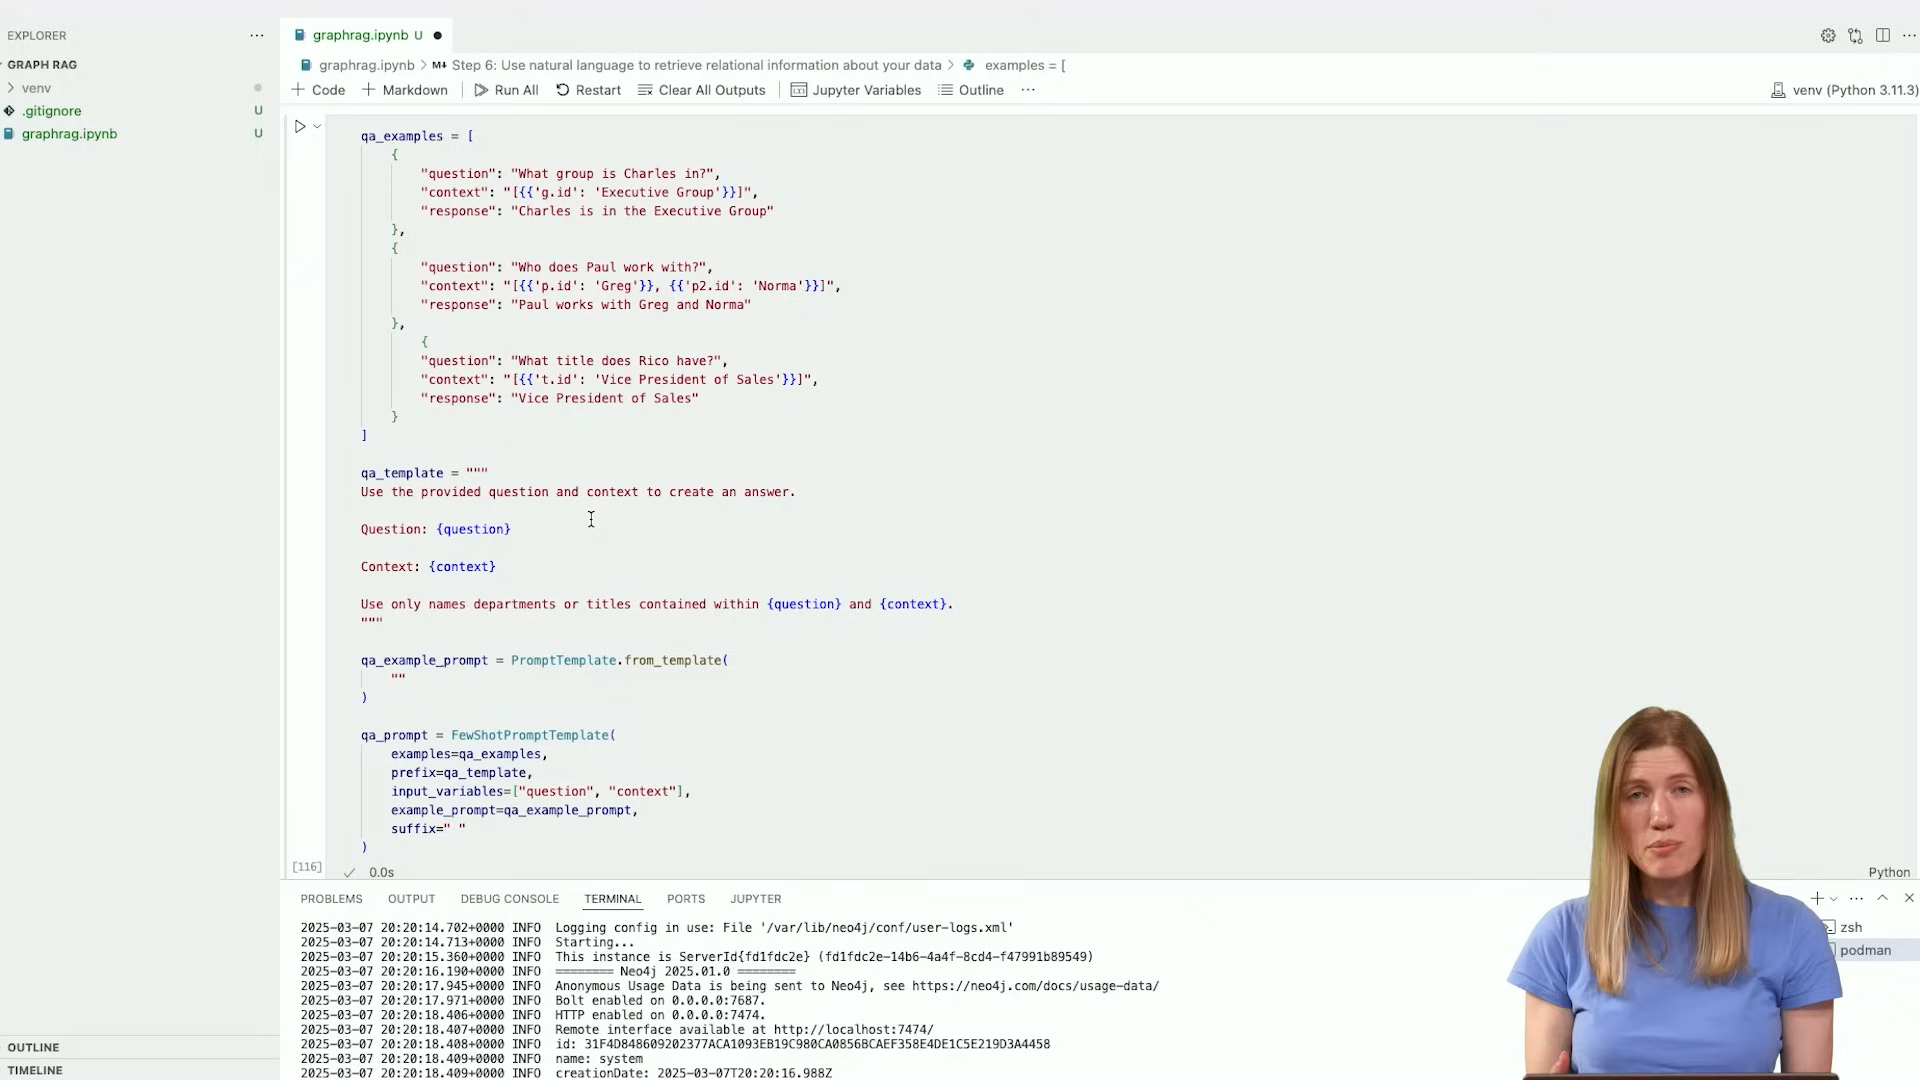 EXPLORER
GRAPH RAG
venv
.gitignore U
graphrag.ipynb U
OUTLINE
TIMELINE
graphrag.ipynb U
graphrag.ipynb > M↓ Step 6: Use natural language to retrieve relational information about your data > examples = [
+ Code + Markdown Run All Restart Clear All Outputs Jupyter Variables Outline ...
venv (Python 3.11.3)
qa_examples = [
{
"question": "What group is Charles in?",
"context": "[{{'g.id': 'Executive Group'}}]",
"response": "Charles is in the Executive Group"
},
{
"question": "Who does Paul work with?",
"context": "[{{'p.id': 'Greg'}}, {{'p2.id': 'Norma'}}]",
"response": "Paul works with Greg and Norma"
},
{
"question": "What title does Rico have?",
"context": "[{{'t.id': 'Vice President of Sales'}}]",
"response": "Vice President of Sales"
}
]
qa_template = """
Use the provided question and context to create an answer.
Question: {question}
Context: {context}
Use only names departments or titles contained within {question} and {context}.
"""
qa_example_prompt = PromptTemplate.from_template(
""
)
qa_prompt = FewShotPromptTemplate(
examples=qa_examples,
prefix=qa_template,
input_variables=["question", "context"],
example_prompt=qa_example_prompt,
suffix=" "
)
[116] 0.0s
Python
PROBLEMS OUTPUT DEBUG CONSOLE TERMINAL PORTS JUPYTER
2025-03-07 20:20:14.702+0000 INFO Logging config in use: File '/var/lib/neo4j/conf/user-logs.xml'
2025-03-07 20:20:14.713+0000 INFO Starting...
2025-03-07 20:20:15.360+0000 INFO This instance is ServerId{fd1fdc2e} (fd1fdc2e-14b6-4a4f-8cd4-f47991b89549)
2025-03-07 20:20:16.190+0000 INFO ======== Neo4j 2025.01.0 ========
2025-03-07 20:20:17.945+0000 INFO Anonymous Usage Data is being sent to Neo4j, see https://neo4j.com/docs/usage-data/
2025-03-07 20:20:17.971+0000 INFO Bolt enabled on 0.0.0.0:7687.
2025-03-07 20:20:18.406+0000 INFO HTTP enabled on 0.0.0.0:7474.
2025-03-07 20:20:18.407+0000 INFO Remote interface available at http://localhost:7474/
2025-03-07 20:20:18.408+0000 INFO id: 31F4D848609202377ACA1093EB19C980CA0856BCAEF358E4DE1C5E219D3A4458
2025-03-07 20:20:18.409+0000 INFO name: system
2025-03-07 20:20:18.409+0000 INFO creationDate: 2025-03-07T20:20:16.988Z
zsh
podman